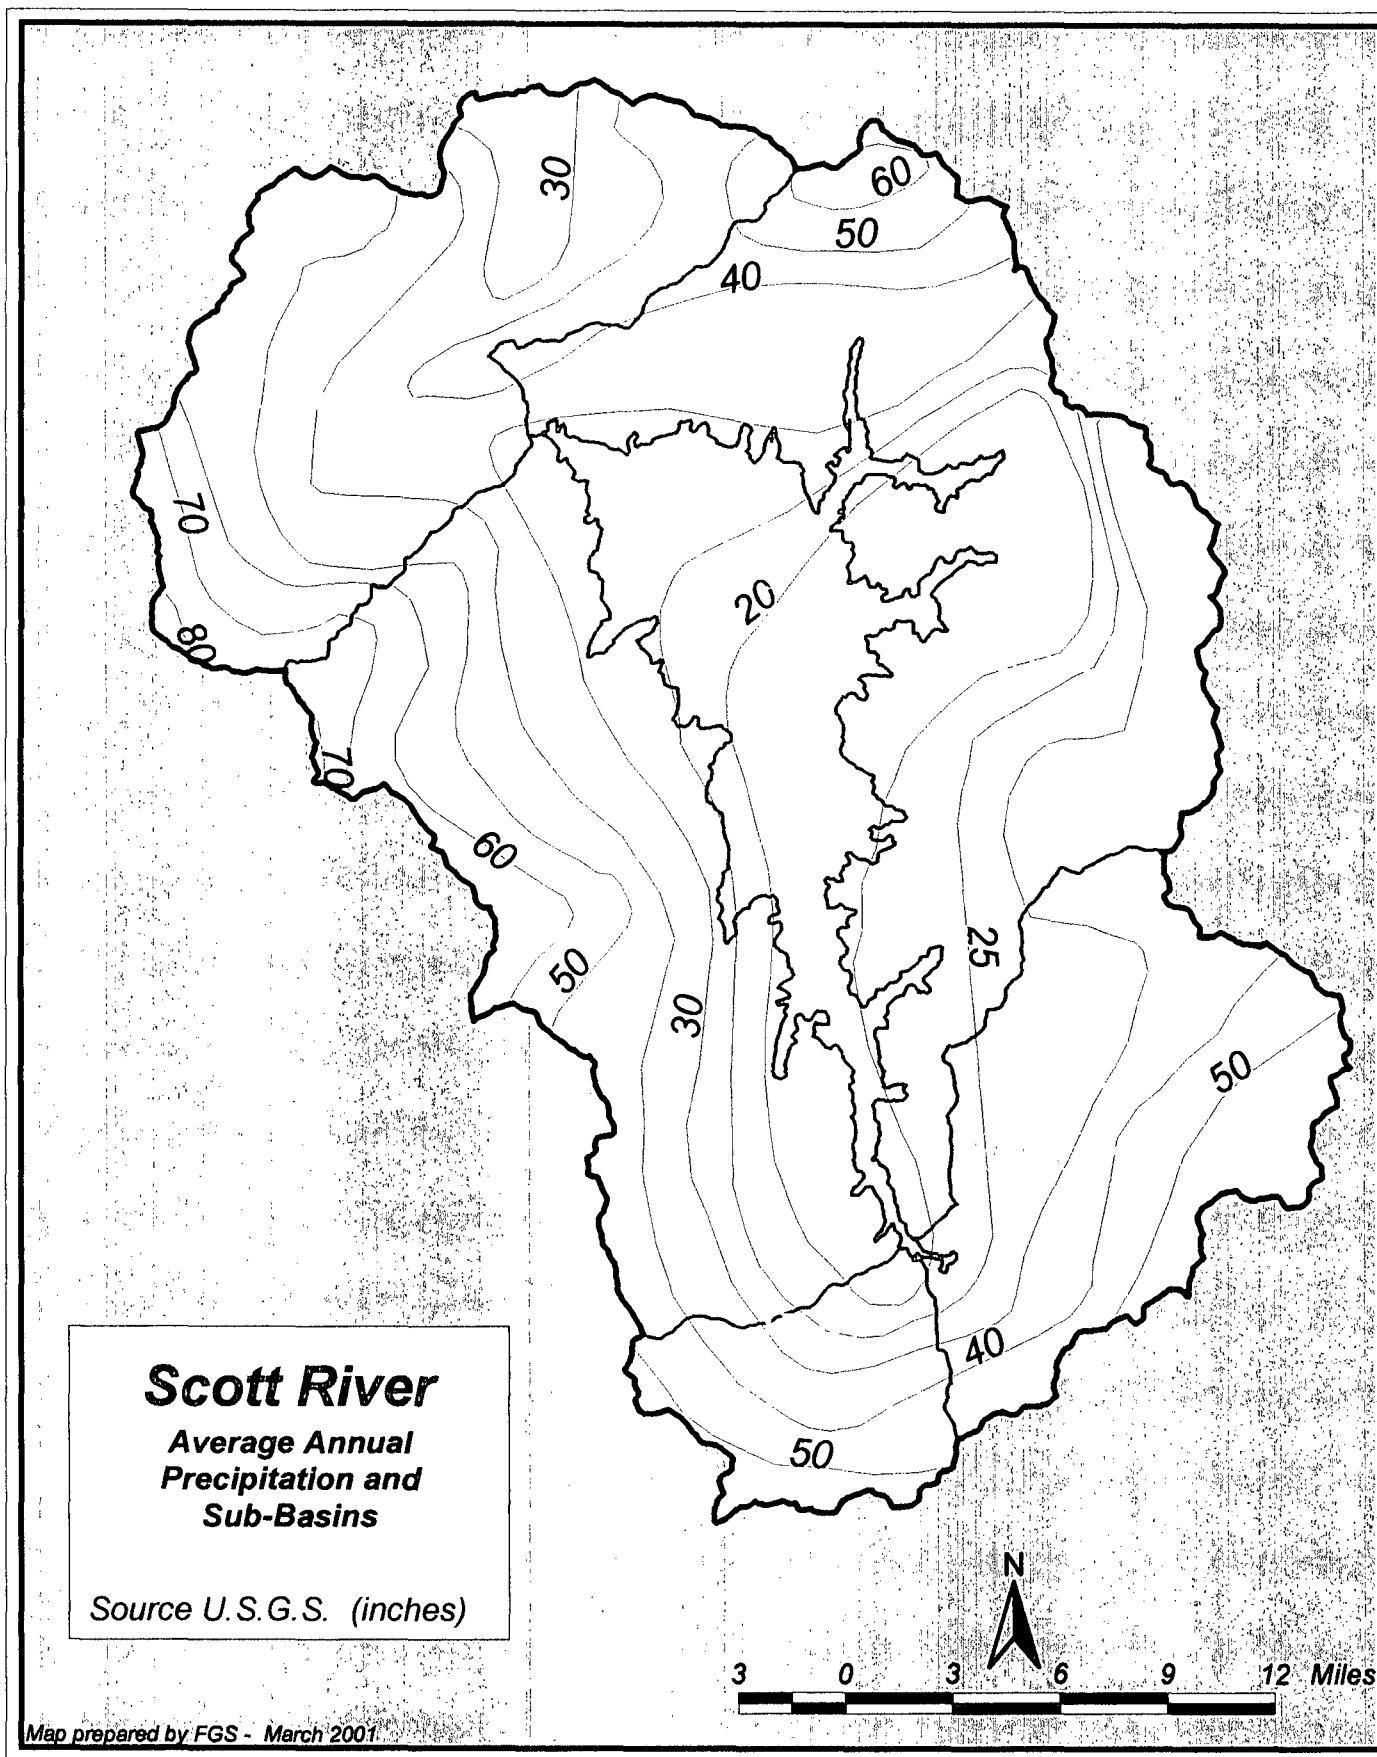 30
60
50
40
70
20
80
70
60
25
50
30
50
40
50
Scott River
Average Annual
Precipitation and
Sub-Basins
Source U.S.G.S. (inches)
N
3 0 3 6 9 12 Miles
Map prepared by FGS - March 2001